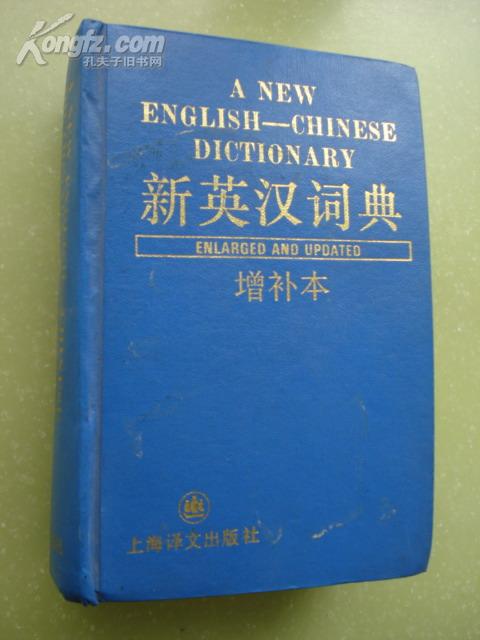 Kongfz.com
孔夫子旧书网
A NEW
ENGLISH—CHINESE
DICTIONARY
新英汉词典
ENLARGED AND UPDATED
增补本
上海译文出版社